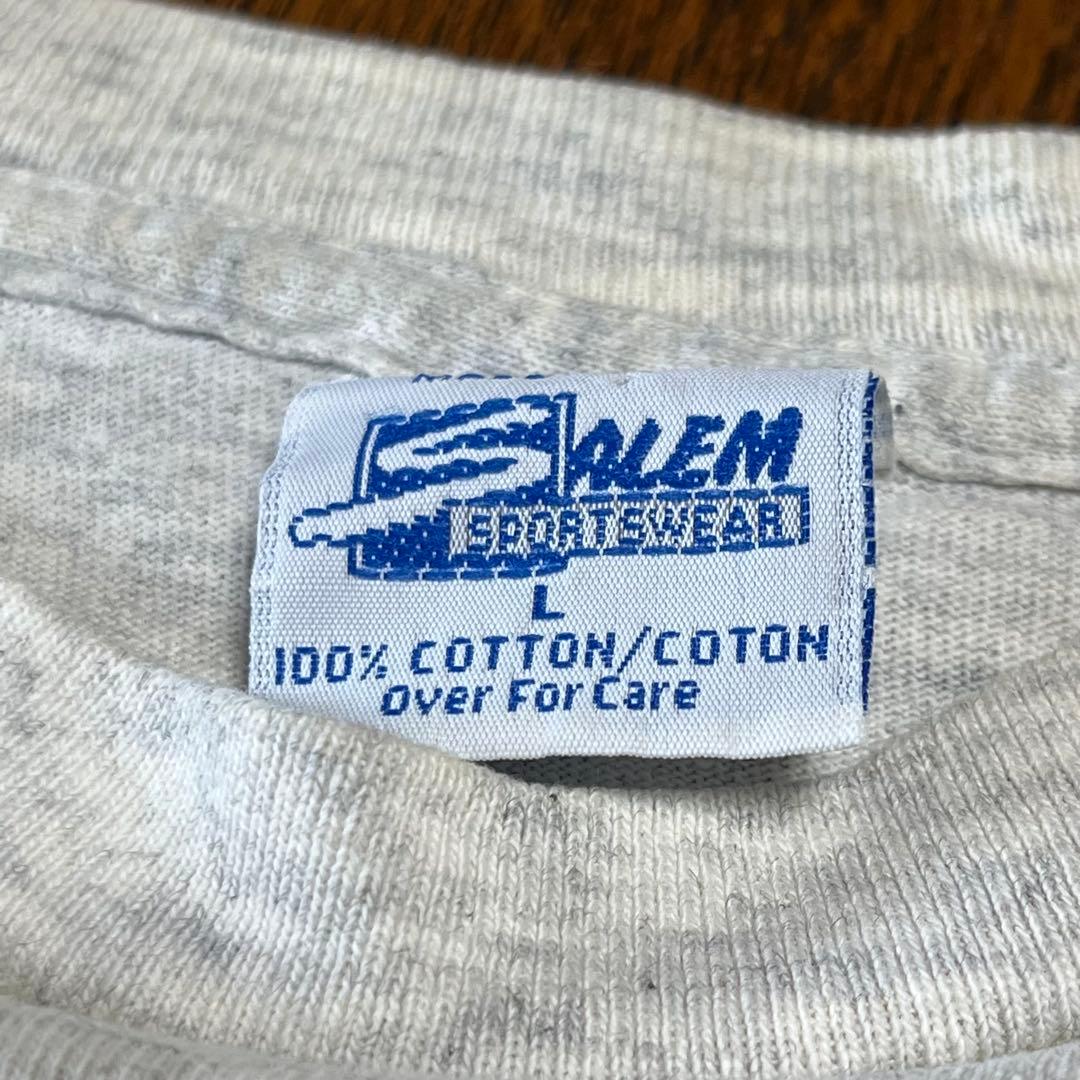 SALEM
SPORTSWEAR
L
100% COTTON/COTON
Over For Care